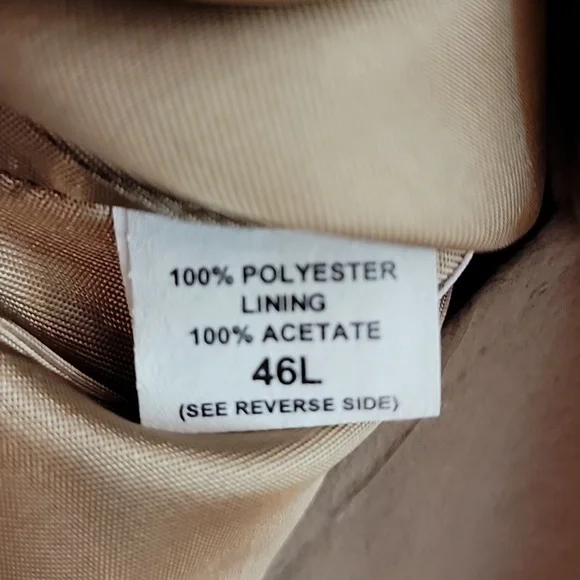 100% POLYESTER
LINING
100% ACETATE
46L
(SEE REVERSE SIDE)